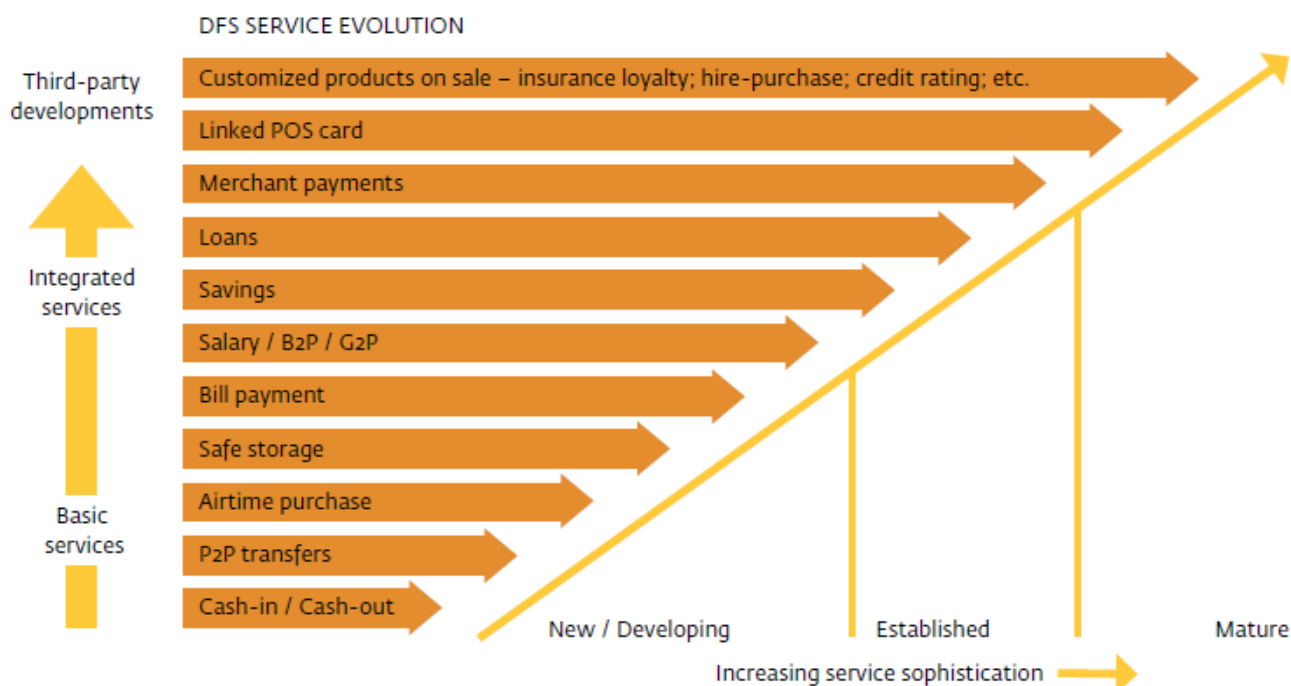 DFS SERVICE EVOLUTION
Third-party
developments
Customized products on sale – insurance loyalty; hire-purchase; credit rating; etc.
Linked POS card
Merchant payments
Loans
Integrated
services
Savings
Salary / B2P / G2P
Bill payment
Safe storage
Airtime purchase
Basic
services
P2P transfers
Cash-in / Cash-out
New / Developing
Established
Mature
Increasing service sophistication